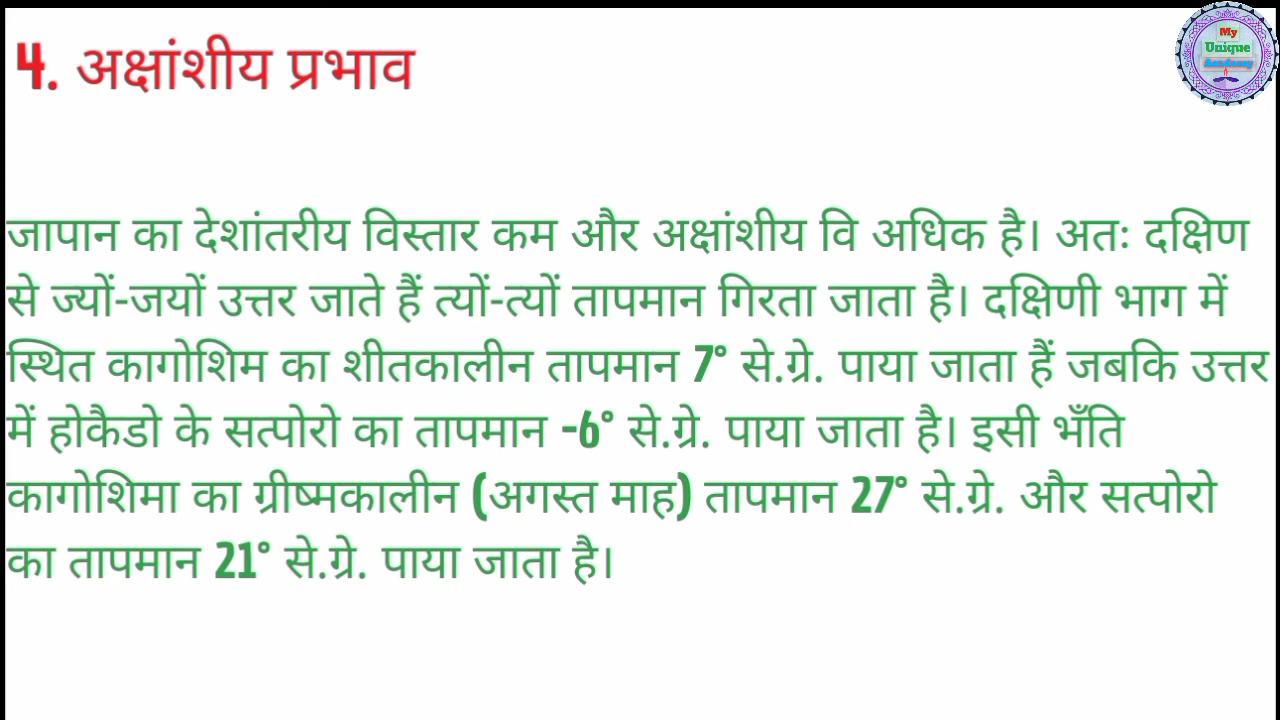 4. अक्षांशीय प्रभाव
My
Unique
Academy
जापान का देशांतरीय विस्तार कम और अक्षांशीय वि अधिक है। अतः दक्षिण
से ज्यों-जयों उत्तर जाते हैं त्यों-त्यों तापमान गिरता जाता है। दक्षिणी भाग में
स्थित कागोशिम का शीतकालीन तापमान 7° से.ग्रे. पाया जाता हैं जबकि उत्तर
में होकैडो के सत्पोरो का तापमान -6° से.ग्रे. पाया जाता है। इसी भँति
कागोशिमा का ग्रीष्मकालीन (अगस्त माह) तापमान 27° से.ग्रे. और सत्पोरो
का तापमान 21° से.ग्रे. पाया जाता है।